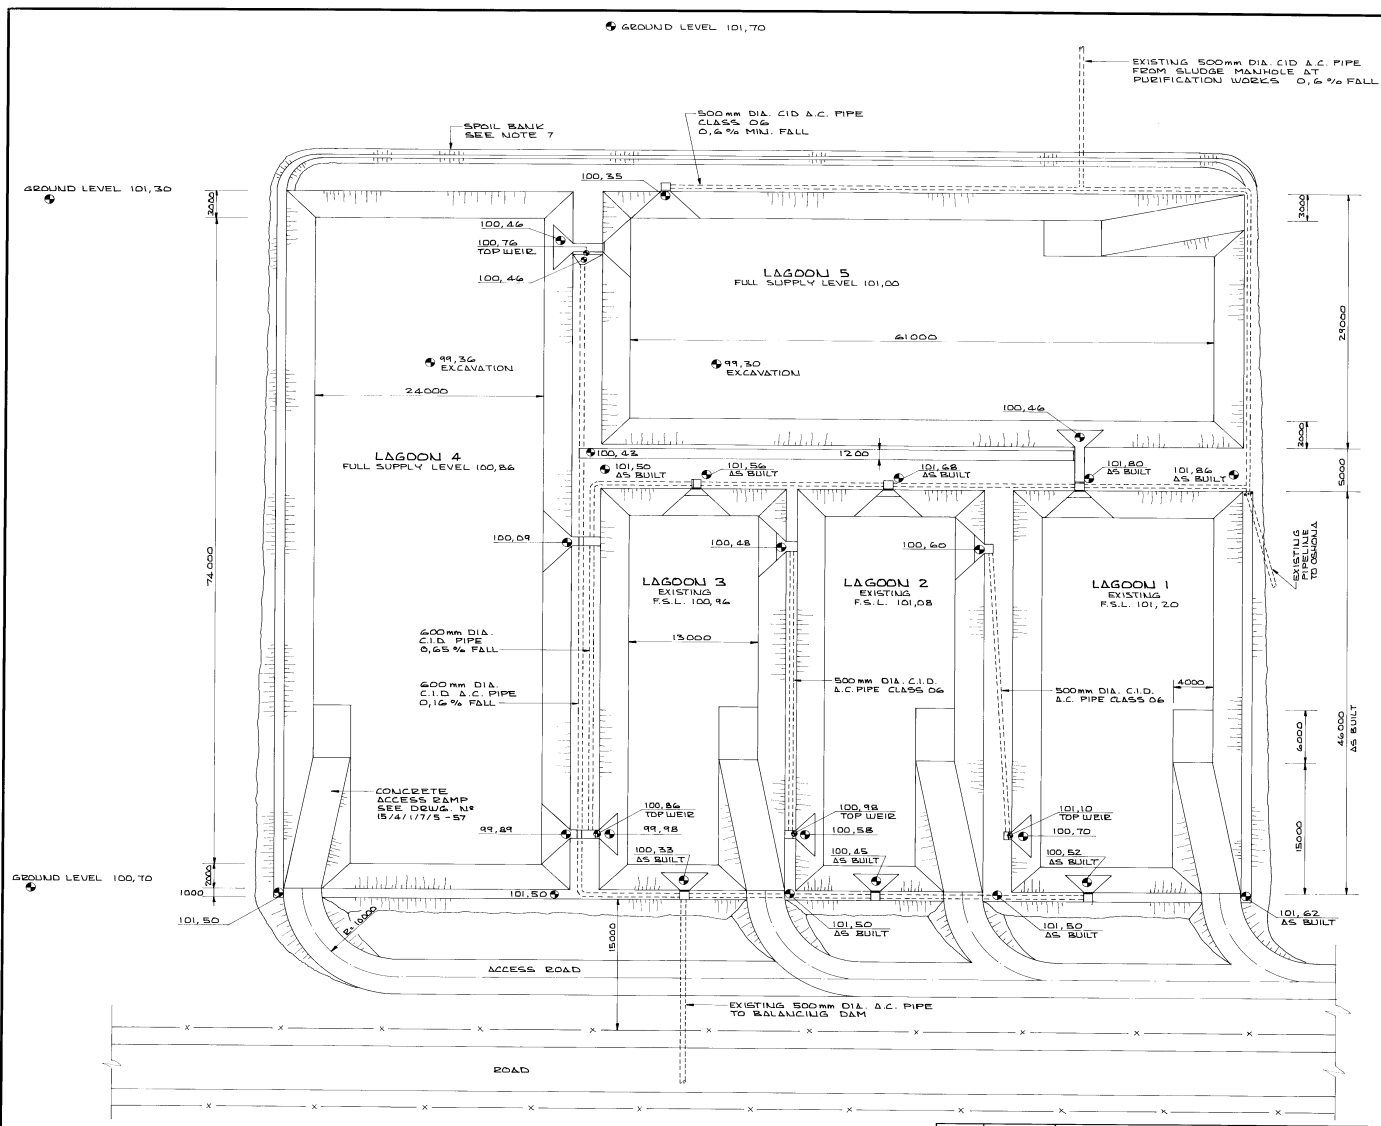 GROUND LEVEL 101,70
EXISTING 500mm DIA. CID A.C. PIPE
FROM SLUDGE MANHOLE AT
PURIFICATION WORKS 0,6 % FALL
500mm DIA. CID A.C. PIPE
CLASS 06
0,6 % MIN. FALL
SPOIL BANK
SEE NOTE 7
GROUND LEVEL 101,30
100,35
3000
3000
100,46
100,76
TOP WEIR
100,46
LAGOON 5
FULL SUPPLY LEVEL 101,00
29000
61000
99,36
EXCAVATION
99,30
EXCAVATION
24000
100,46
3000
LAGOON 4
FULL SUPPLY LEVEL 100,86
100,43
1200
101,50
AS BUILT
101,56
AS BUILT
101,68
AS BUILT
101,80
AS BUILT
101,86
AS BUILT
5000
74000
100,09
100,48
100,60
EXISTING
PIPELINE
TO OSHONA
LAGOON 3
EXISTING
F.S.L. 100,96
LAGOON 2
EXISTING
F.S.L. 101,08
LAGOON 1
EXISTING
F.S.L. 101,20
13000
600mm DIA.
C.I.D. PIPE
0,65 % FALL
600mm DIA.
C.I.D. A.C. PIPE
0,16 % FALL
500mm DIA. C.I.D.
A.C. PIPE CLASS 06
500mm DIA. C.I.D.
A.C. PIPE CLASS 06
4000
6000
46000
AS BUILT
CONCRETE
ACCESS RAMP
SEE DRWG. Nº
15/4/1/7/5 -57
99,89
100,86
TOP WEIR
99,98
100,98
TOP WEIR
100,58
101,10
TOP WEIR
100,70
15000
100,33
AS BUILT
100,45
AS BUILT
100,52
AS BUILT
GROUND LEVEL 100,70
1000
101,50
101,50
R=10000
15000
101,50
AS BUILT
101,50
AS BUILT
101,62
AS BUILT
ACCESS ROAD
EXISTING 500mm DIA. A.C. PIPE
TO BALANCING DAM
ROAD